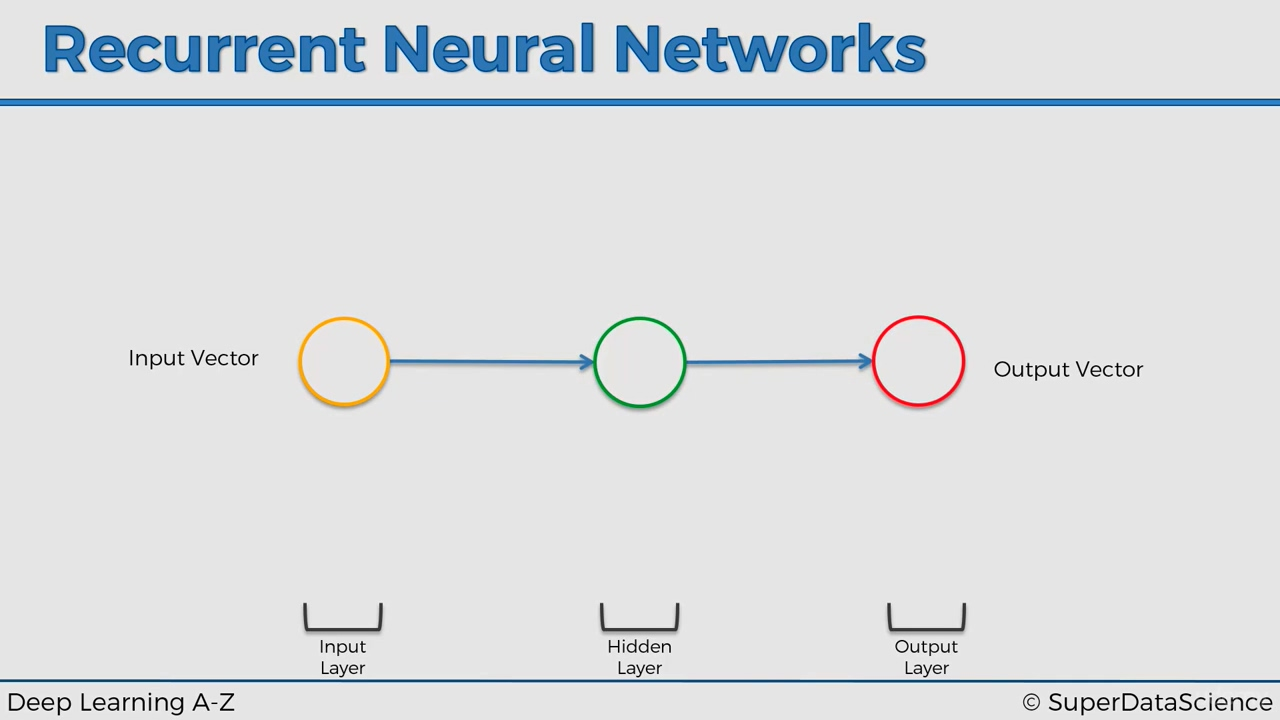 Recurrent Neural Networks
Input Vector
Output Vector
Input
Layer
Hidden
Layer
Output
Layer
Deep Learning A-Z
© SuperDataScience